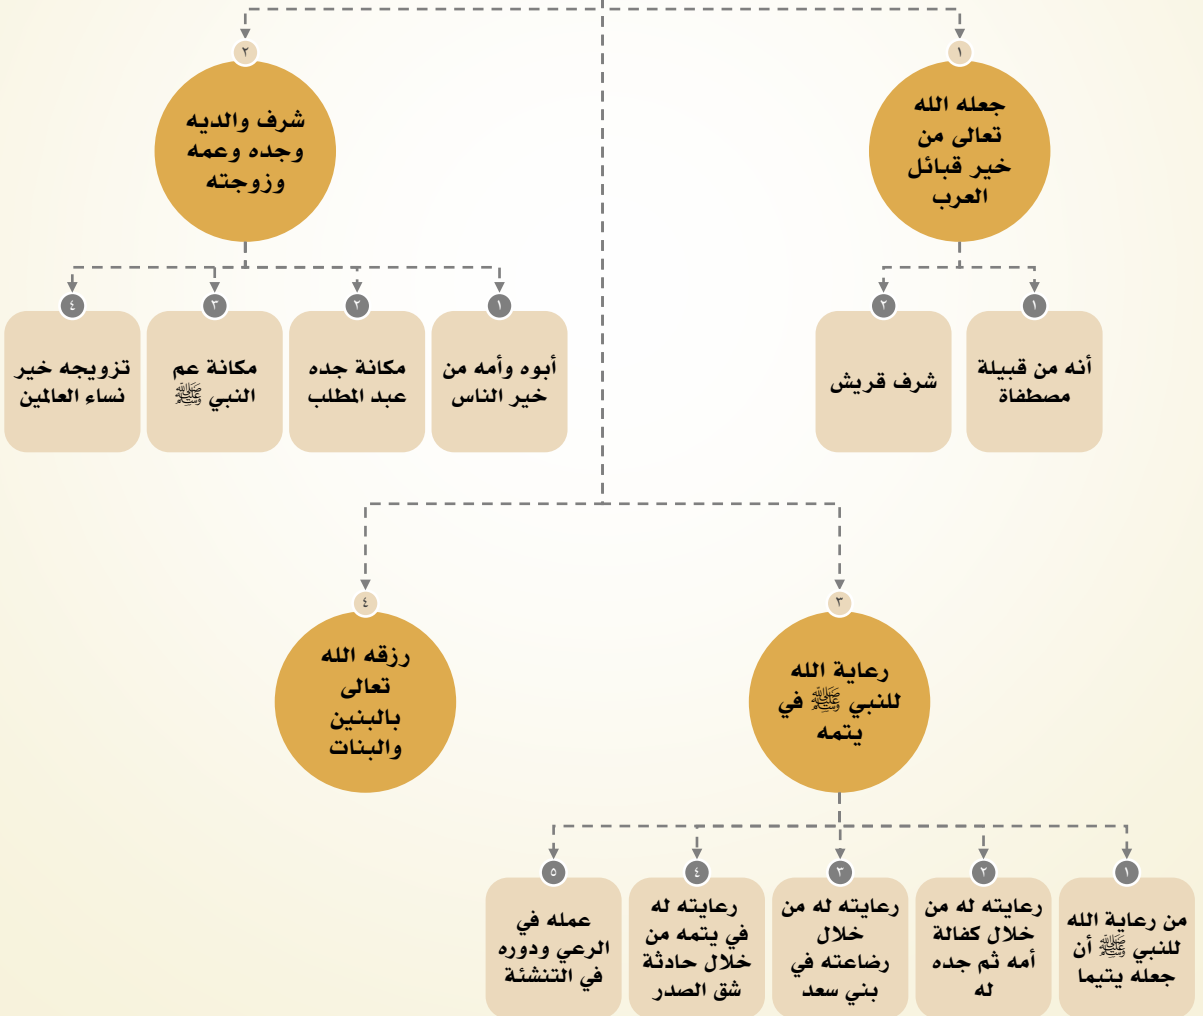 ١
جعله الله
تعالى من
خير قبائل
العرب
١
أنه من قبيلة
مصطفاة
٢
شرف قريش
٢
شرف والديه
وجده وعمه
وزوجته
١
أبوه وأمه من
خير الناس
٢
مكانة جده
عبد المطلب
٣
مكانة عم
النبي ﷺ
٤
تزويجه خير
نساء العالمين
٣
رعاية الله
للنبي ﷺ في
يتمه
١
من رعاية الله
للنبي ﷺ أن
جعله يتيما
٢
رعايته له من
خلال كفالة
أمه ثم جده
له
٣
رعايته له من
خلال
رضاعته في
بني سعد
٤
رعايته له
في يتمه من
خلال حادثة
شق الصدر
٥
عمله في
الرعي ودوره
في التنشئة
٤
رزقه الله
تعالى
بالبنين
والبنات